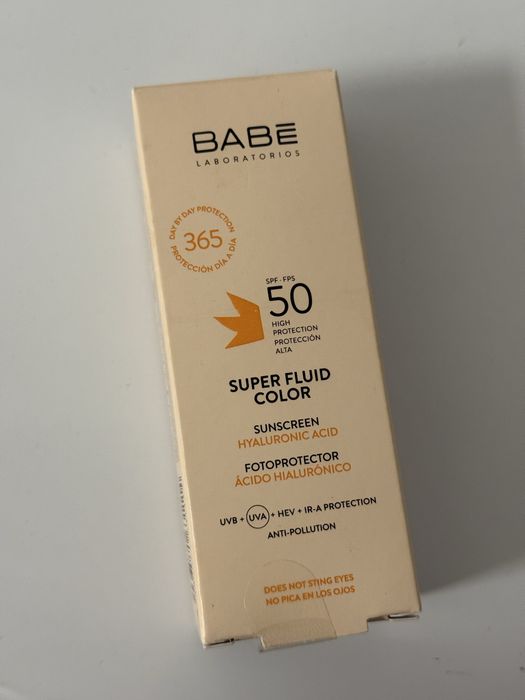 BABĒ
LABORATORIOS
DAY BY DAY PROTECTION
365
PROTECCIÓN DÍA A DÍA
SPF · FPS
50
HIGH
PROTECTION
PROTECCIÓN
ALTA
SUPER FLUID
COLOR
SUNSCREEN
HYALURONIC ACID
FOTOPROTECTOR
ÁCIDO HIALURÓNICO
UVB + UVA + HEV + IR-A PROTECTION
ANTI-POLLUTION
DOES NOT STING EYES
NO PICA EN LOS OJOS